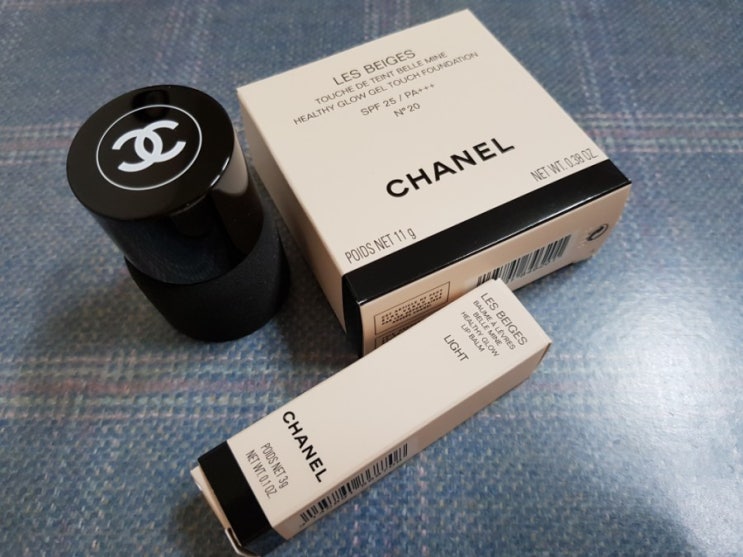 LES BEIGES
TOUCHE DE TEINT BELLE MINE
HEALTHY GLOW GEL TOUCH FOUNDATION
SPF 25 / PA+++
N°20
CHANEL
POIDS NET 11 g
NET WT. 0.38 OZ.
LES BEIGES
BAUME À LÈVRES
BELLE MINE
HEALTHY GLOW
LIP BALM
LIGHT
CHANEL
POIDS NET 3g
NET WT. 0.1 OZ.